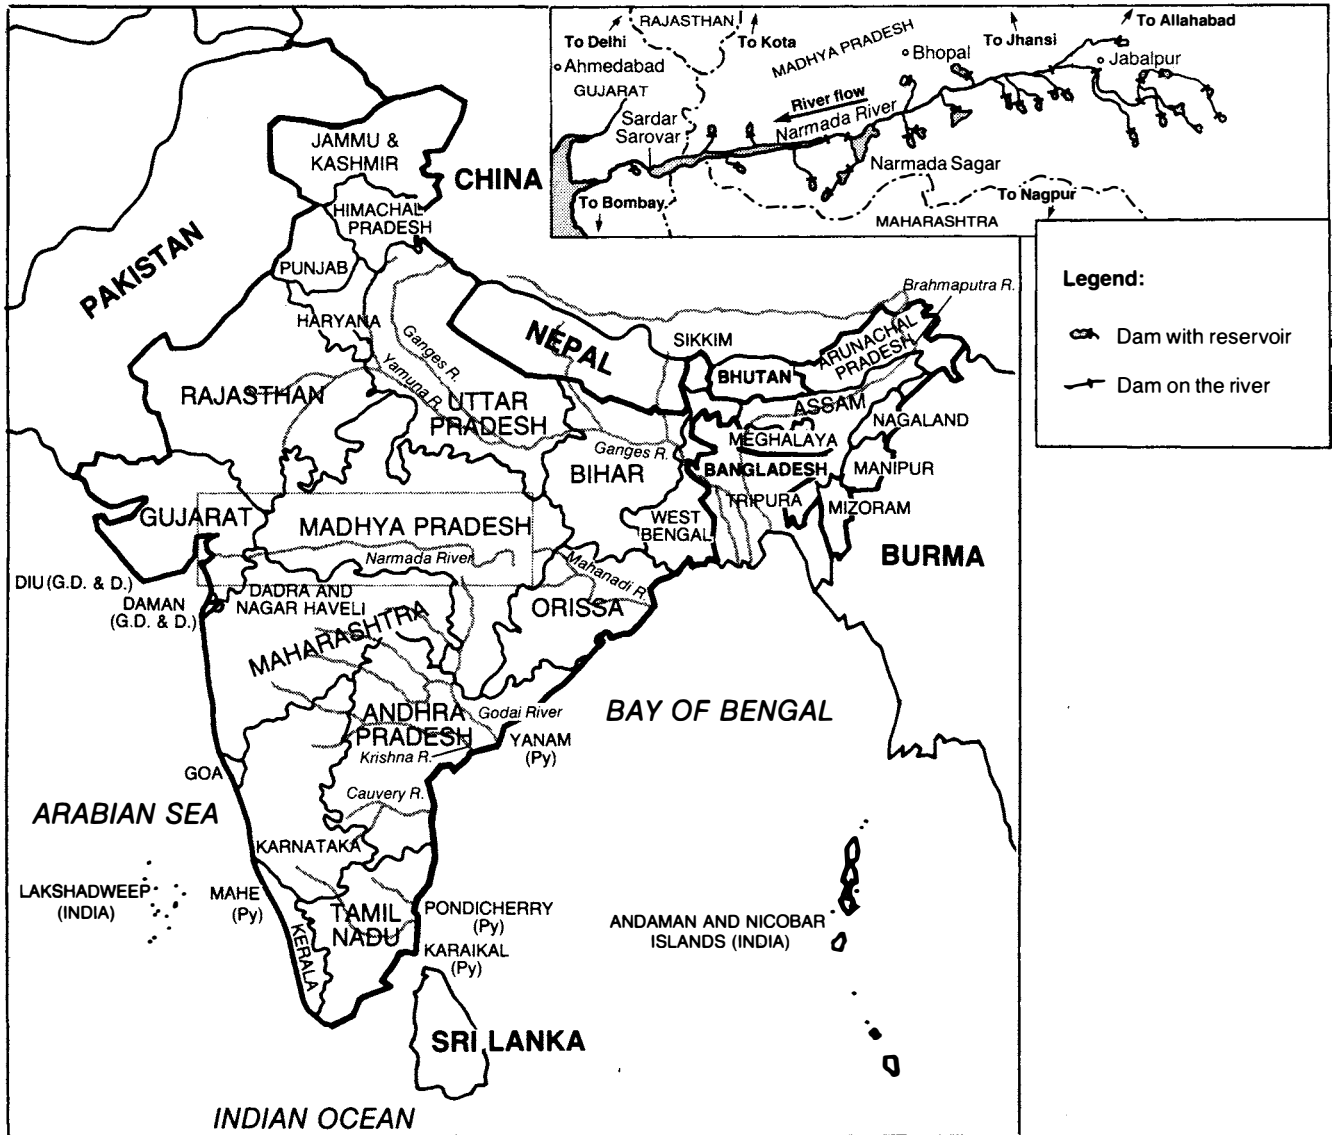 RAJASTHAN
To Delhi
To Kota
MADHYA PRADESH
Bhopal
To Jhansi
To Allahabad
Jabalpur
Ahmedabad
GUJARAT
Sardar
Sarovar
River flow
Narmada River
Narmada Sagar
To Bombay
To Nagpur
MAHARASHTRA
Legend:
Dam with reservoir
Dam on the river
JAMMU &
KASHMIR
CHINA
HIMACHAL
PRADESH
PAKISTAN
PUNJAB
HARYANA
Brahmaputra R.
NEPAL
SIKKIM
ARUNACHAL
PRADESH
BHUTAN
Ganges R.
Yamuna R.
RAJASTHAN
UTTAR
PRADESH
ASSAM
NAGALAND
MEGHALAYA
Ganges R.
BIHAR
BANGLADESH
MANIPUR
TRIPURA
MIZORAM
GUJARAT
MADHYA PRADESH
WEST
BENGAL
BURMA
Narmada River
Mahanadi R.
DIU (G.D. & D.)
DAMAN
(G.D. & D.)
DADRA AND
NAGAR HAVELI
ORISSA
MAHARASHTRA
ANDHRA
PRADESH
Godai River
BAY OF BENGAL
YANAM
(Py)
Krishna R.
GOA
Cauvery R.
ARABIAN SEA
KARNATAKA
LAKSHADWEEP
(INDIA)
MAHE
(Py)
TAMIL
NADU
PONDICHERRY
(Py)
KERALA
KARAIKAL
(Py)
ANDAMAN AND NICOBAR
ISLANDS (INDIA)
SRI LANKA
INDIAN OCEAN